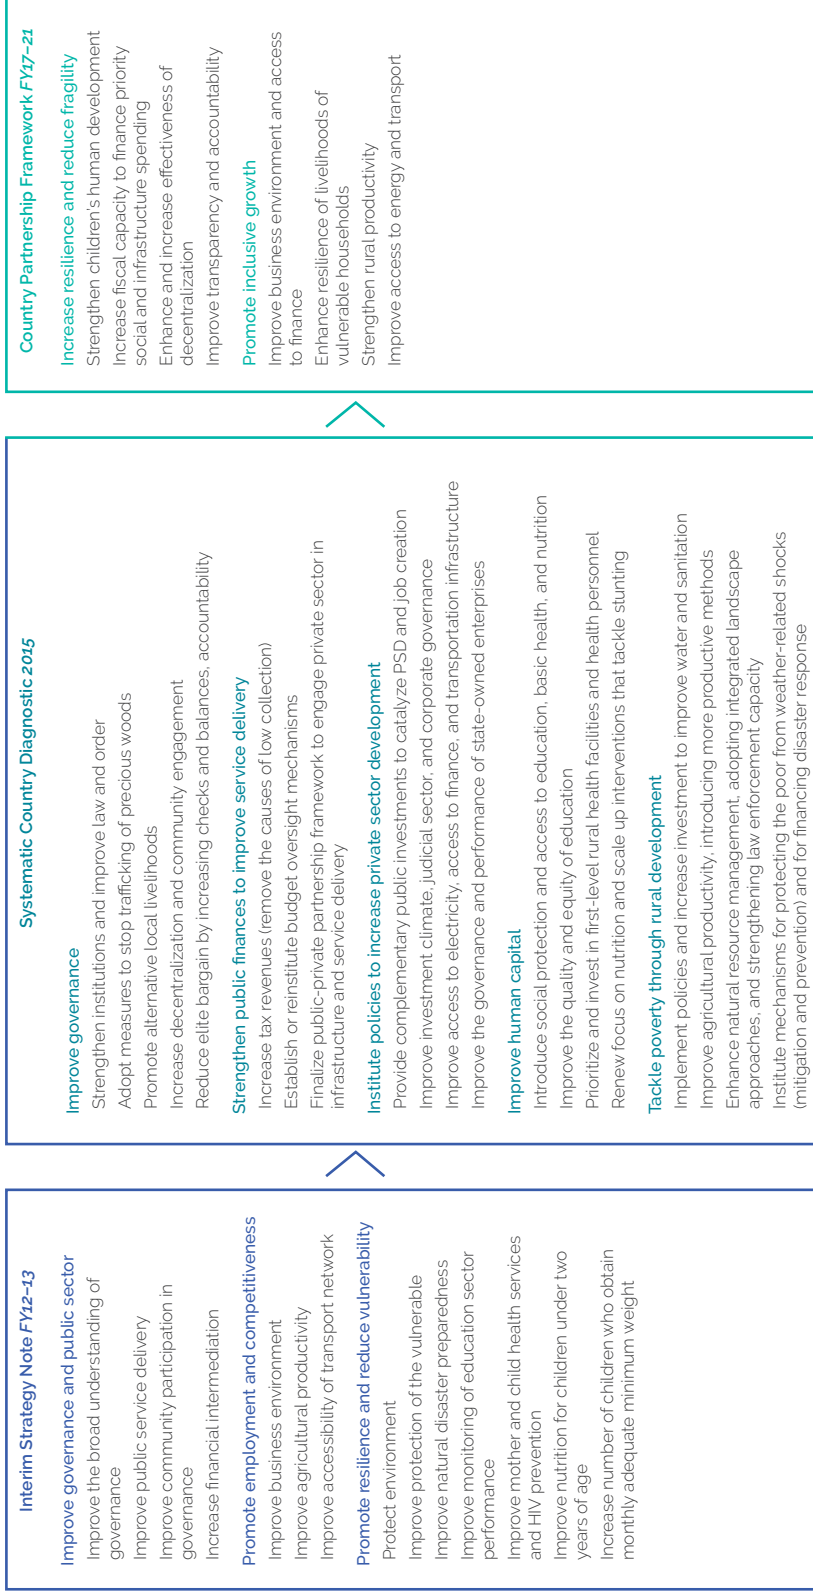 Interim Strategy Note FY12–13
Improve governance and public sector
Improve the broad understanding of
governance
Improve public service delivery
Improve community participation in
governance
Increase financial intermediation
Promote employment and competitiveness
Improve business environment
Improve agricultural productivity
Improve accessibility of transport network
Promote resilience and reduce vulnerability
Protect environment
Improve protection of the vulnerable
Improve natural disaster preparedness
Improve monitoring of education sector
performance
Improve mother and child health services
and HIV prevention
Improve nutrition for children under two
years of age
Increase number of children who obtain
monthly adequate minimum weight
Systematic Country Diagnostic 2015
Improve governance
Strengthen institutions and improve law and order
Adopt measures to stop trafficking of precious woods
Promote alternative local livelihoods
Increase decentralization and community engagement
Reduce elite bargain by increasing checks and balances, accountability
Strengthen public finances to improve service delivery
Increase tax revenues (remove the causes of low collection)
Establish or reinstitute budget oversight mechanisms
Finalize public-private partnership framework to engage private sector in
infrastructure and service delivery
Institute policies to increase private sector development
Provide complementary public investments to catalyze PSD and job creation
Improve investment climate, judicial sector, and corporate governance
Improve access to electricity, access to finance, and transportation infrastructure
Improve the governance and performance of state-owned enterprises
Improve human capital
Introduce social protection and access to education, basic health, and nutrition
Improve the quality and equity of education
Prioritize and invest in first-level rural health facilities and health personnel
Renew focus on nutrition and scale up interventions that tackle stunting
Tackle poverty through rural development
Implement policies and increase investment to improve water and sanitation
Improve agricultural productivity, introducing more productive methods
Enhance natural resource management, adopting integrated landscape
approaches, and strengthening law enforcement capacity
Institute mechanisms for protecting the poor from weather-related shocks
(mitigation and prevention) and for financing disaster response
Country Partnership Framework FY17–21
Increase resilience and reduce fragility
Strengthen children's human development
Increase fiscal capacity to finance priority
social and infrastructure spending
Enhance and increase effectiveness of
decentralization
Improve transparency and accountability
Promote inclusive growth
Improve business environment and access
to finance
Enhance resilience of livelihoods of
vulnerable households
Strengthen rural productivity
Improve access to energy and transport